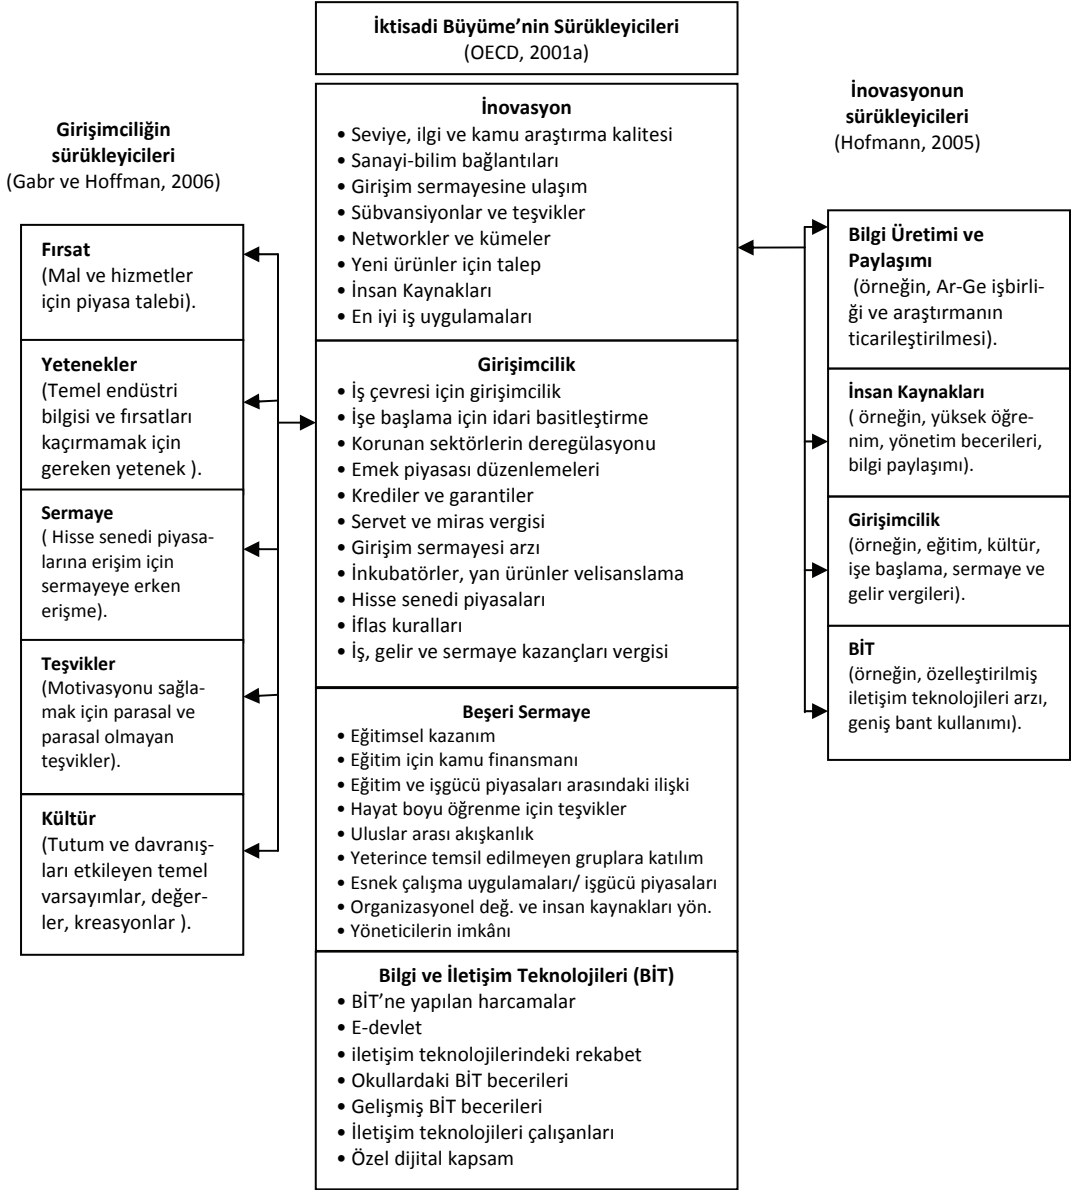 İktisadi Büyüme’nin Sürükleyicileri
(OECD, 2001a)
Girişimciliğin
sürükleyicileri
(Gabr ve Hoffman, 2006)
Fırsat
(Mal ve hizmetler
için piyasa talebi).
Yetenekler
(Temel endüstri
bilgisi ve fırsatları
kaçırmamak için
gereken yetenek ).
Sermaye
( Hisse senedi piyasa-
larına erişim için
sermayeye erken
erişme).
Teşvikler
(Motivasyonu sağla-
mak için parasal ve
parasal olmayan
teşvikler).
Kültür
(Tutum ve davranış-
ları etkileyen temel
varsayımlar, değer-
ler, kreasyonlar ).
İnovasyon
• Seviye, ilgi ve kamu araştırma kalitesi
• Sanayi-bilim bağlantıları
• Girişim sermayesine ulaşım
• Sübvansiyonlar ve teşvikler
• Networkler ve kümeler
• Yeni ürünler için talep
• İnsan Kaynakları
• En iyi iş uygulamaları
Girişimcilik
• İş çevresi için girişimcilik
• İşe başlama için idari basitleştirme
• Korunan sektörlerin deregülasyonu
• Emek piyasası düzenlemeleri
• Krediler ve garantiler
• Servet ve miras vergisi
• Girişim sermayesi arzı
• İnkubatörler, yan ürünler velisanslama
• Hisse senedi piyasaları
• İflas kuralları
• İş, gelir ve sermaye kazançları vergisi
Beşeri Sermaye
• Eğitimsel kazanım
• Eğitim için kamu finansmanı
• Eğitim ve işgücü piyasaları arasındaki ilişki
• Hayat boyu öğrenme için teşvikler
• Uluslar arası akışkanlık
• Yeterince temsil edilmeyen gruplara katılım
• Esnek çalışma uygulamaları/ işgücü piyasaları
• Organizasyonel değ. ve insan kaynakları yön.
• Yöneticilerin imkânı
Bilgi ve İletişim Teknolojileri (BİT)
• BİT’ne yapılan harcamalar
• E-devlet
• iletişim teknolojilerindeki rekabet
• Okullardaki BİT becerileri
• Gelişmiş BİT becerileri
• İletişim teknolojileri çalışanları
• Özel dijital kapsam
İnovasyonun
sürükleyicileri
(Hofmann, 2005)
Bilgi Üretimi ve
Paylaşımı
(örneğin, Ar-Ge işbirli-
ği ve araştırmanın
ticarileştirilmesi).
İnsan Kaynakları
( örneğin, yüksek öğre-
nim, yönetim becerileri,
bilgi paylaşımı).
Girişimcilik
(örneğin, eğitim, kültür,
işe başlama, sermaye ve
gelir vergileri).
BİT
(örneğin, özelleştirilmiş
iletişim teknolojileri arzı,
geniş bant kullanımı).